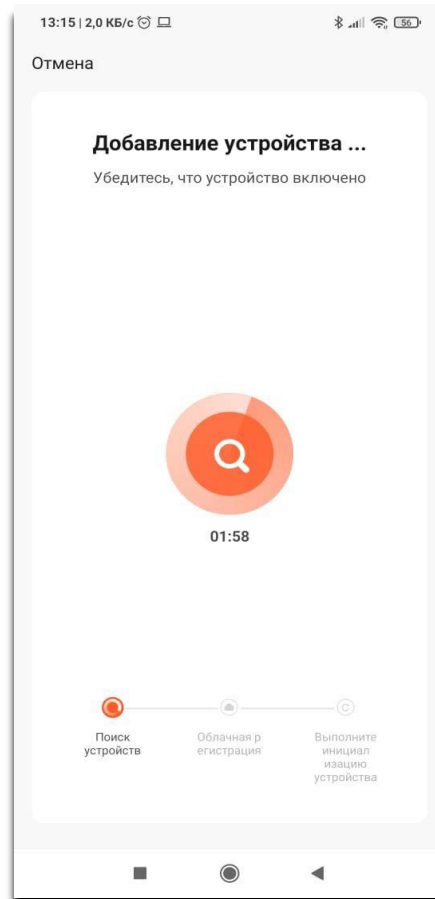 13:15 | 2,0 КБ/с
56
Отмена
Добавление устройства ...
Убедитесь, что устройство включено
01:58
Поиск
устройств
Облачная р
егистрация
Выполните
инициал
изацию
устройства